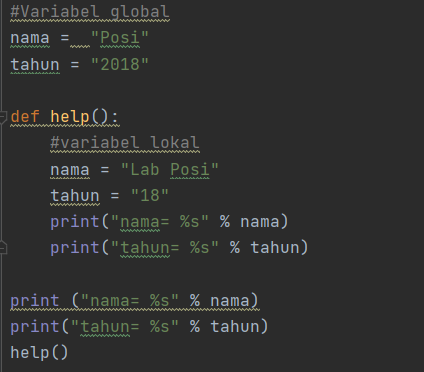 #Variabel global
nama =  "Posi"
tahun = "2018"
def help():
    #variabel lokal
    nama = "Lab Posi"
    tahun = "18"
    print("nama= %s" % nama)
    print("tahun= %s" % tahun)
print ("nama= %s" % nama)
print("tahun= %s" % tahun)
help()